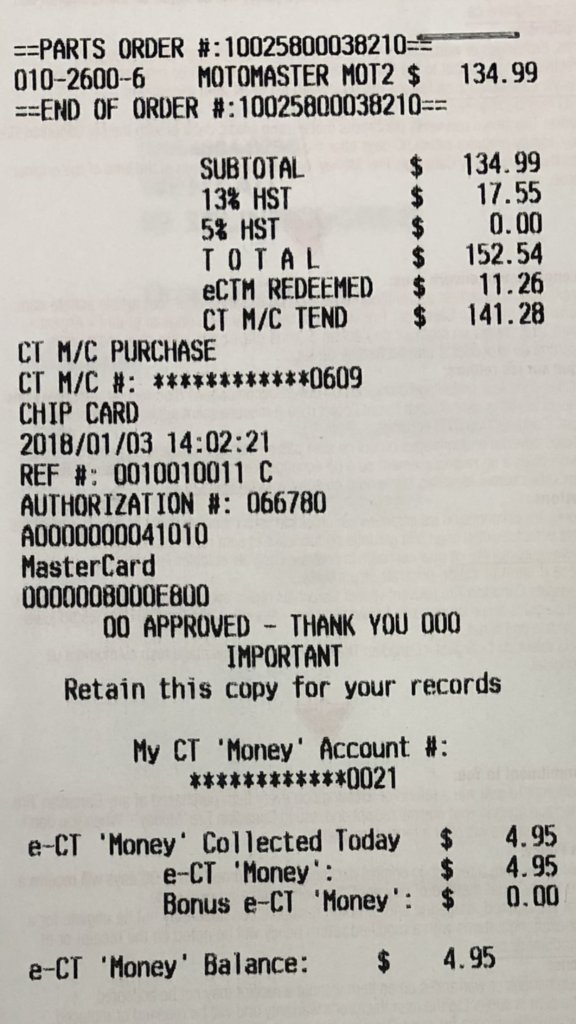 ==PARTS ORDER #:10025800038210==
010-2600-6 MOTOMASTER MOT2 $ 134.99
==END OF ORDER #:10025800038210==
SUBTOTAL $ 134.99
13% HST $ 17.55
5% HST $ 0.00
T O T A L $ 152.54
eCTM REDEEMED $ 11.26
CT M/C TEND $ 141.28
CT M/C PURCHASE
CT M/C #: ************0609
CHIP CARD
2018/01/03 14:02:21
REF #: 0010010011 C
AUTHORIZATION #: 066780
A0000000041010
MasterCard
0000008000E800
00 APPROVED - THANK YOU 000
IMPORTANT
Retain this copy for your records
My CT 'Money' Account #:
************0021
e-CT 'Money' Collected Today $ 4.95
e-CT 'Money': $ 4.95
Bonus e-CT 'Money': $ 0.00
e-CT 'Money' Balance: $ 4.95